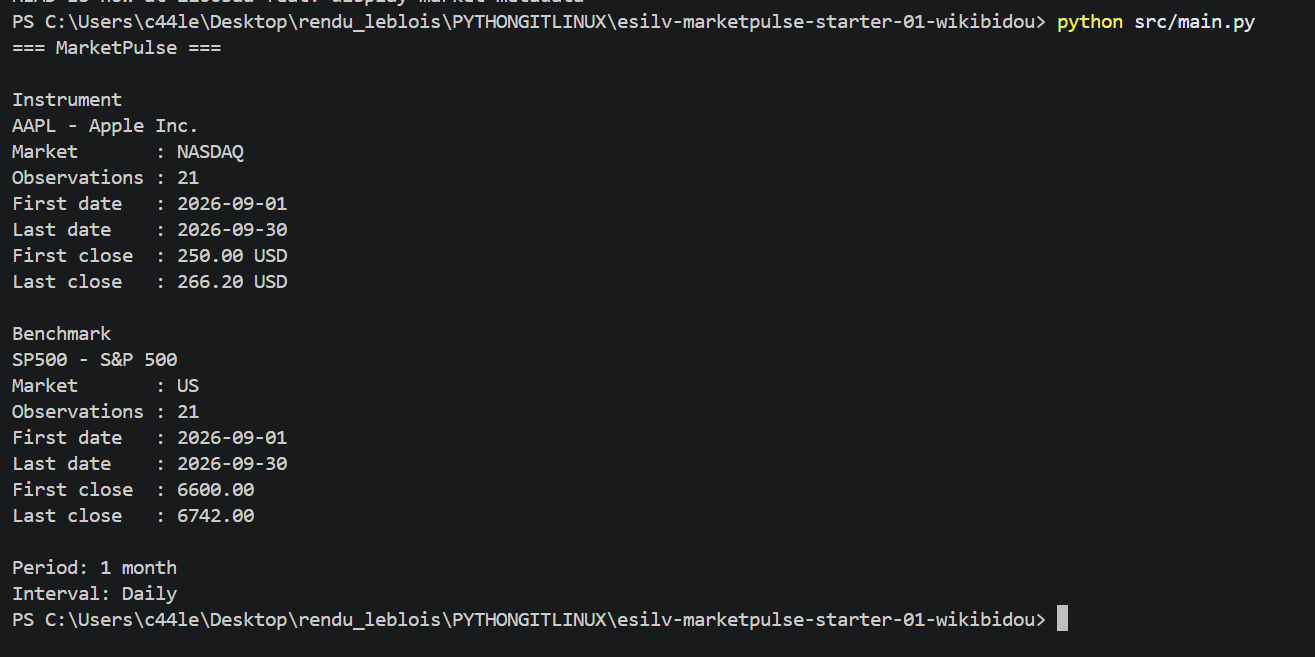 PS C:\Users\c44le\Desktop\rendu_leblois\PYTHONGITLINUX\esilv-marketpulse-starter-01-wikibidou> python src/main.py
=== MarketPulse ===
Instrument
AAPL - Apple Inc.
Market       : NASDAQ
Observations : 21
First date   : 2026-09-01
Last date    : 2026-09-30
First close  : 250.00 USD
Last close   : 266.20 USD
Benchmark
SP500 - S&P 500
Market       : US
Observations : 21
First date   : 2026-09-01
Last date    : 2026-09-30
First close  : 6600.00
Last close   : 6742.00
Period: 1 month
Interval: Daily
PS C:\Users\c44le\Desktop\rendu_leblois\PYTHONGITLINUX\esilv-marketpulse-starter-01-wikibidou>